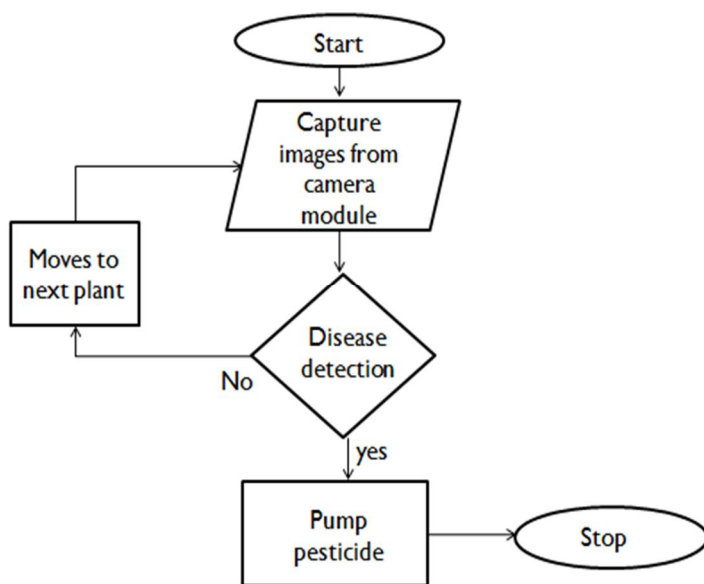 Start
Capture
images from
camera
module
Moves to
next plant
Disease
detection
No
yes
Pump
pesticide
Stop